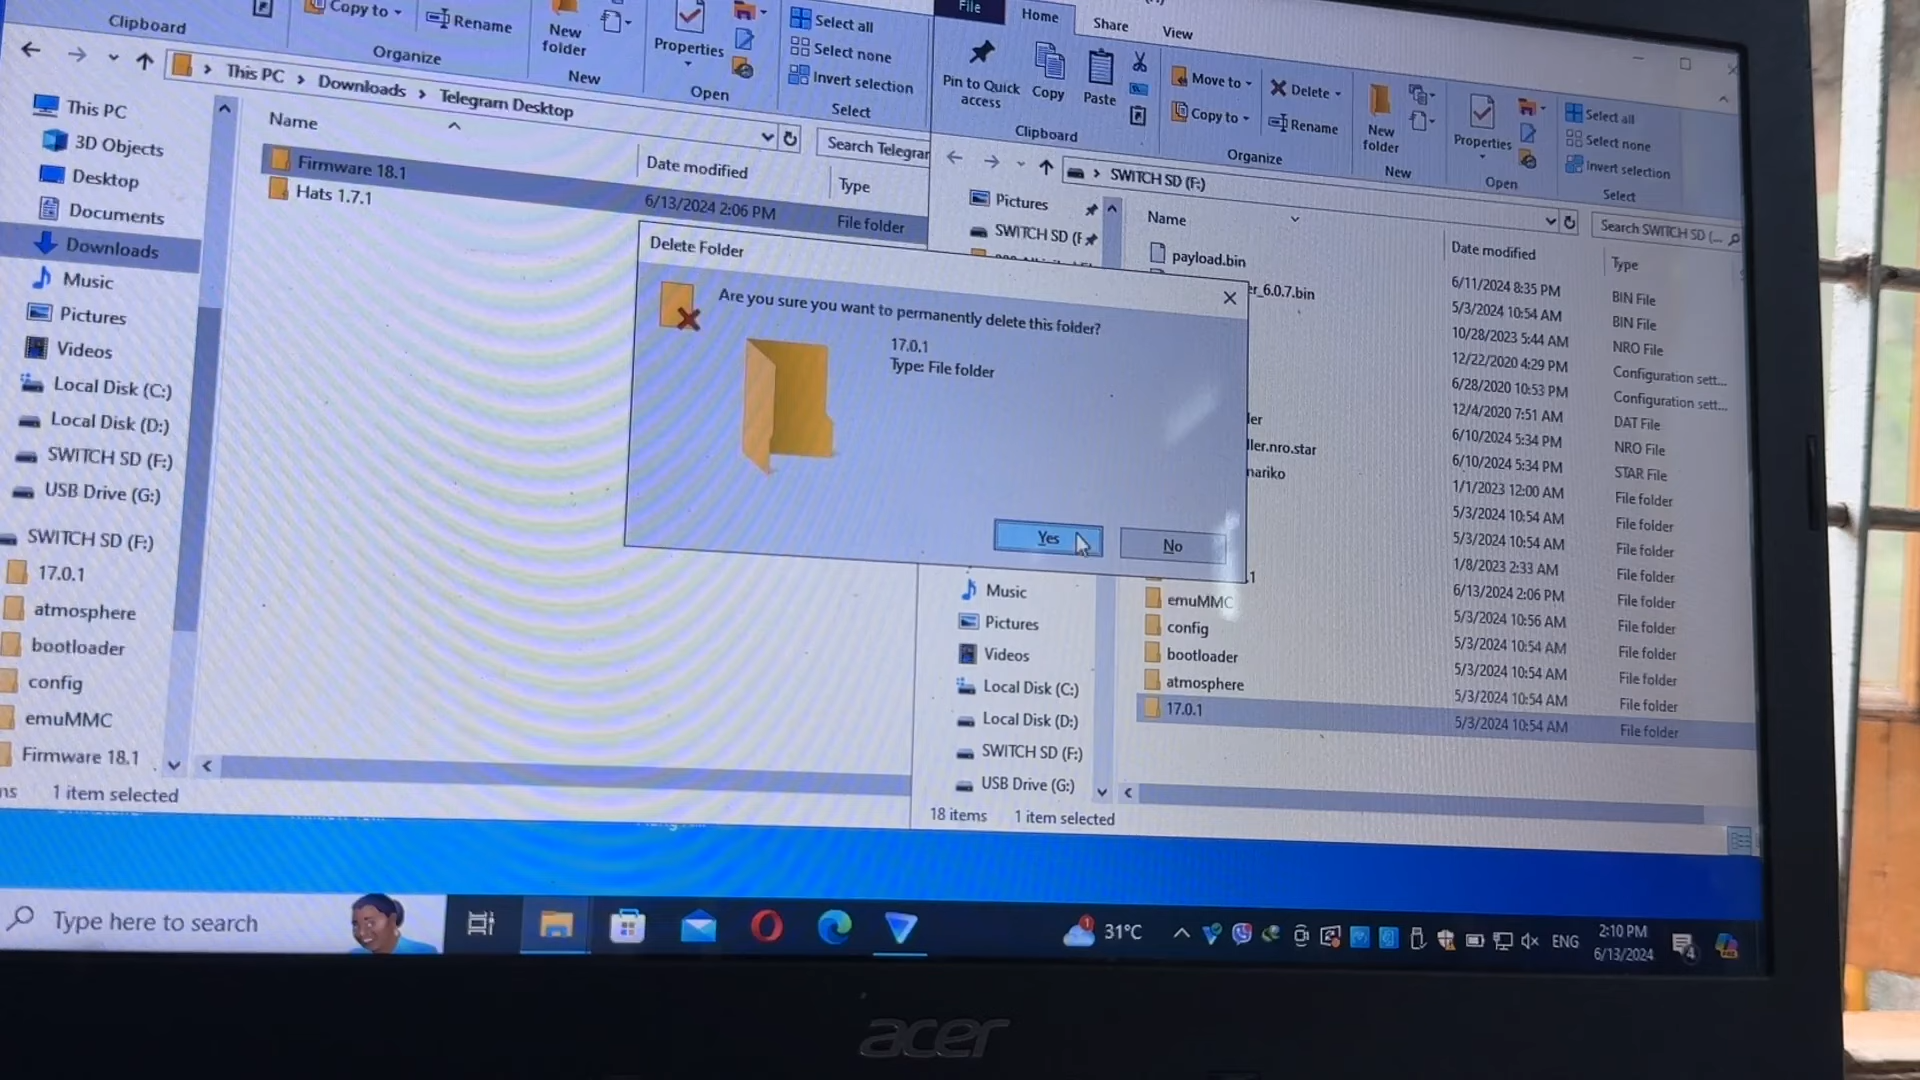 Clipboard
Copy to
Rename
Organize
New
folder
New
Properties
Open
Select all
Select none
Invert selection
Select
This PC
Downloads
Telegram Desktop
Search Telegran
This PC
3D Objects
Desktop
Documents
Downloads
Music
Pictures
Videos
Local Disk (C:)
Local Disk (D:)
SWITCH SD (F:)
USB Drive (G:)
SWITCH SD (F:)
17.0.1
atmosphere
bootloader
config
emuMMC
Firmware 18.1
Name
Date modified
Type
Firmware 18.1
6/13/2024 2:06 PM
File folder
Hats 1.7.1
1 item selected
Delete Folder
Are you sure you want to permanently delete this folder?
17.0.1
Type: File folder
Yes
No
File
Home
Share
View
Pin to Quick
access
Copy
Paste
Clipboard
Move to
Copy to
Delete
Rename
Organize
New
folder
New
Properties
Open
Select all
Select none
Invert selection
Select
SWITCH SD (F:)
Search SWITCH SD (...
Pictures
SWITCH SD (F
Music
Pictures
Videos
Local Disk (C:)
Local Disk (D:)
SWITCH SD (F:)
USB Drive (G:)
Name
Date modified
Type
payload.bin
6/11/2024 8:35 PM
BIN File
er_6.0.7.bin
5/3/2024 10:54 AM
BIN File
10/28/2023 5:44 AM
NRO File
12/22/2020 4:29 PM
Configuration sett...
6/28/2020 10:53 PM
Configuration sett...
ler
12/4/2020 7:51 AM
DAT File
ller.nro.star
6/10/2024 5:34 PM
NRO File
nariko
6/10/2024 5:34 PM
STAR File
1/1/2023 12:00 AM
File folder
5/3/2024 10:54 AM
File folder
5/3/2024 10:54 AM
File folder
1/8/2023 2:33 AM
File folder
.1
6/13/2024 2:06 PM
File folder
emuMMC
5/3/2024 10:56 AM
File folder
config
5/3/2024 10:54 AM
File folder
bootloader
5/3/2024 10:54 AM
File folder
atmosphere
5/3/2024 10:54 AM
File folder
17.0.1
5/3/2024 10:54 AM
File folder
18 items
1 item selected
Type here to search
31°C
ENG
2:10 PM
6/13/2024
4
acer